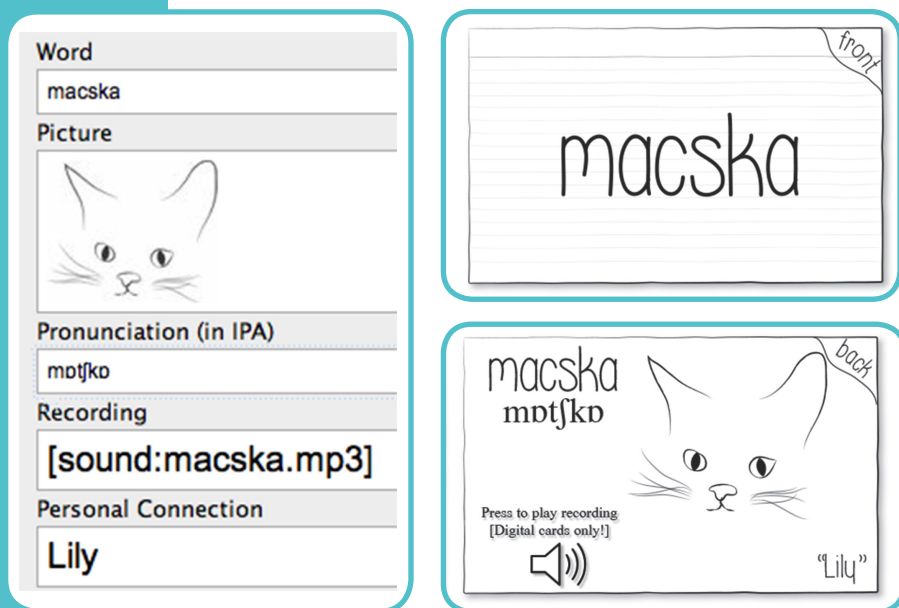 Word
macska
Picture
Pronunciation (in IPA)
mɒtʃkɒ
Recording
[sound:macska.mp3]
Personal Connection
Lily
front
macska
back
macska
mɒtʃkɒ
Press to play recording
[Digital cards only!]
“Lily”